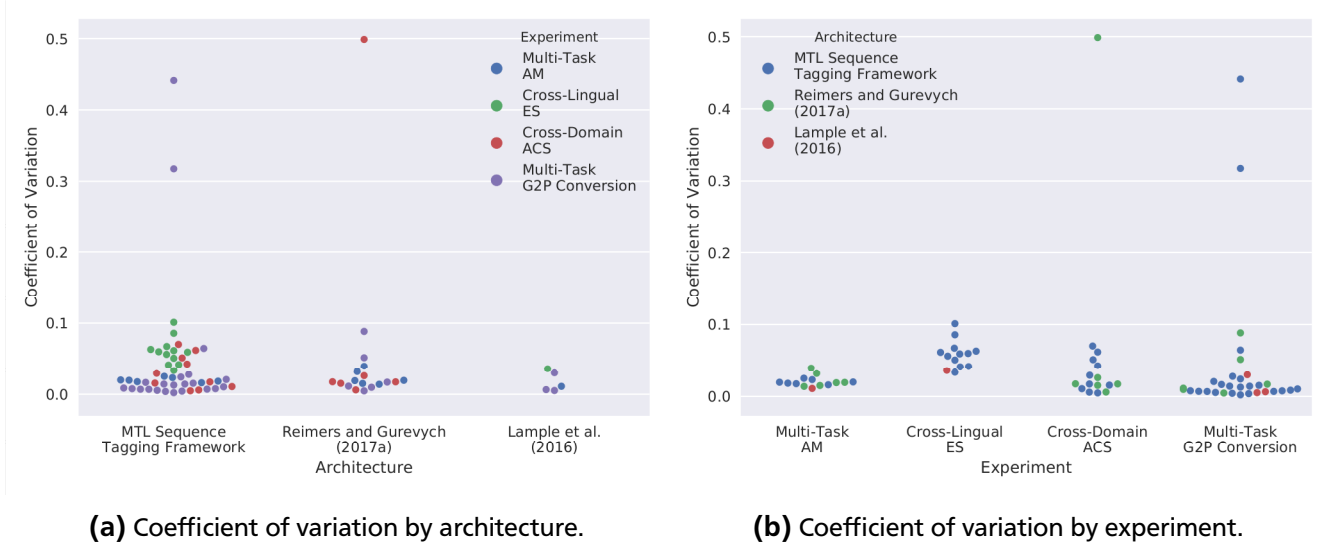 0.5
0.4
0.3
0.2
0.1
0.0
Coefficient of Variation
Experiment
Multi-Task
AM
Cross-Lingual
ES
Cross-Domain
ACS
Multi-Task
G2P Conversion
MTL Sequence
Tagging Framework
Reimers and Gurevych
(2017a)
Lample et al.
(2016)
Architecture
(a) Coefficient of variation by architecture.
0.5
0.4
0.3
0.2
0.1
0.0
Coefficient of Variation
Architecture
MTL Sequence
Tagging Framework
Reimers and Gurevych
(2017a)
Lample et al.
(2016)
Multi-Task
AM
Cross-Lingual
ES
Cross-Domain
ACS
Multi-Task
G2P Conversion
Experiment
(b) Coefficient of variation by experiment.